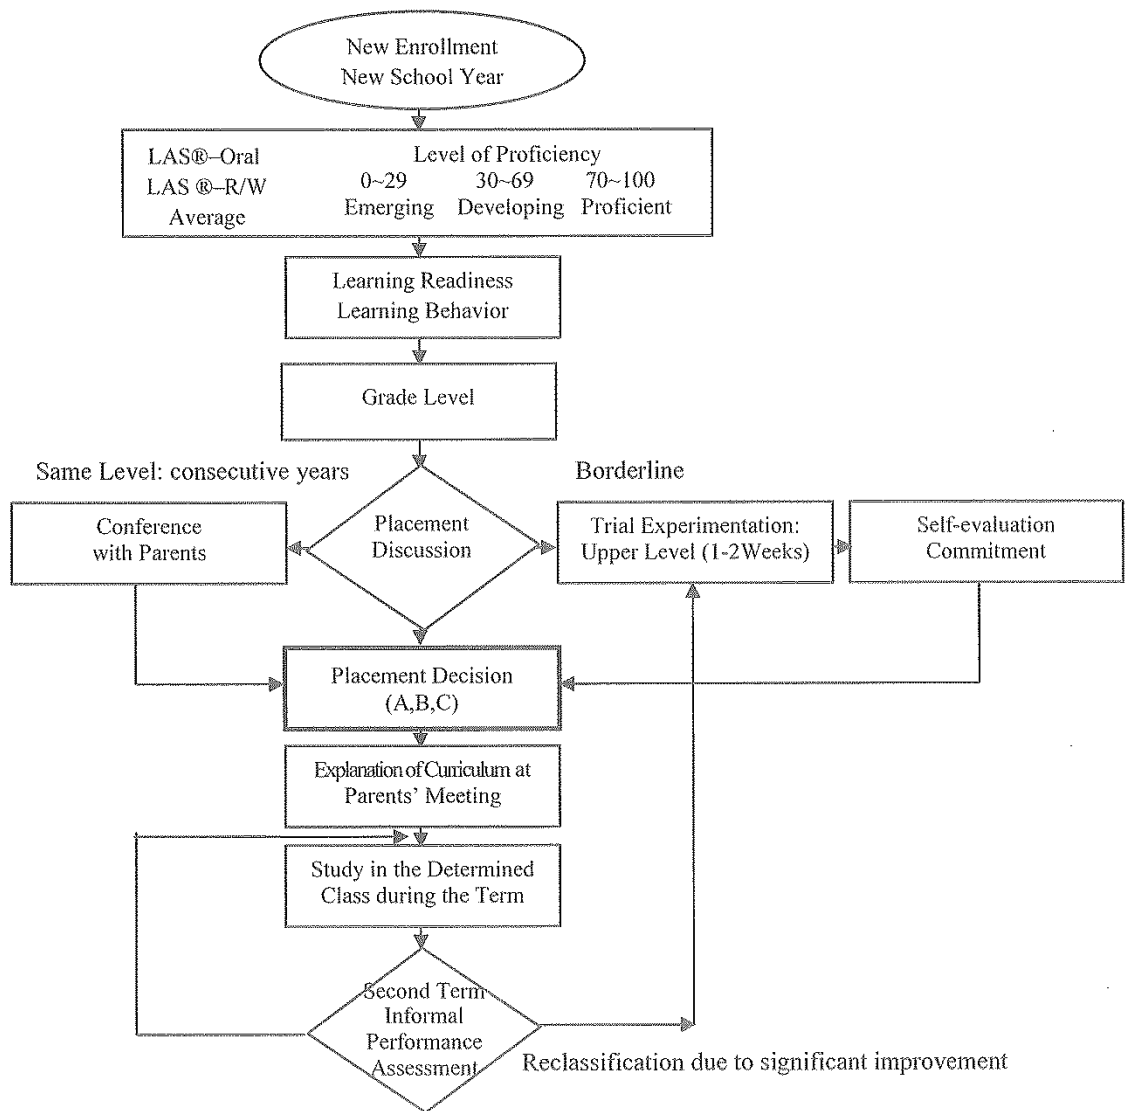 New Enrollment
New School Year
LAS®–Oral
LAS ®–R/W
Average
Level of Proficiency
0~29 30~69 70~100
Emerging Developing Proficient
Learning Readiness
Learning Behavior
Grade Level
Same Level: consecutive years
Borderline
Conference
with Parents
Placement
Discussion
Trial Experimentation:
Upper Level (1-2Weeks)
Self-evaluation
Commitment
Placement Decision
(A,B,C)
Explanation of Curriculum at
Parents' Meeting
Study in the Determined
Class during the Term
Second Term
Informal
Performance
Assessment
Reclassification due to significant improvement